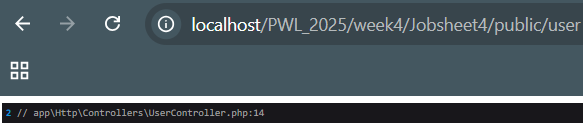 localhost/PWL_2025/week4/Jobsheet4/public/user
2 // app\Http\Controllers\UserController.php:14